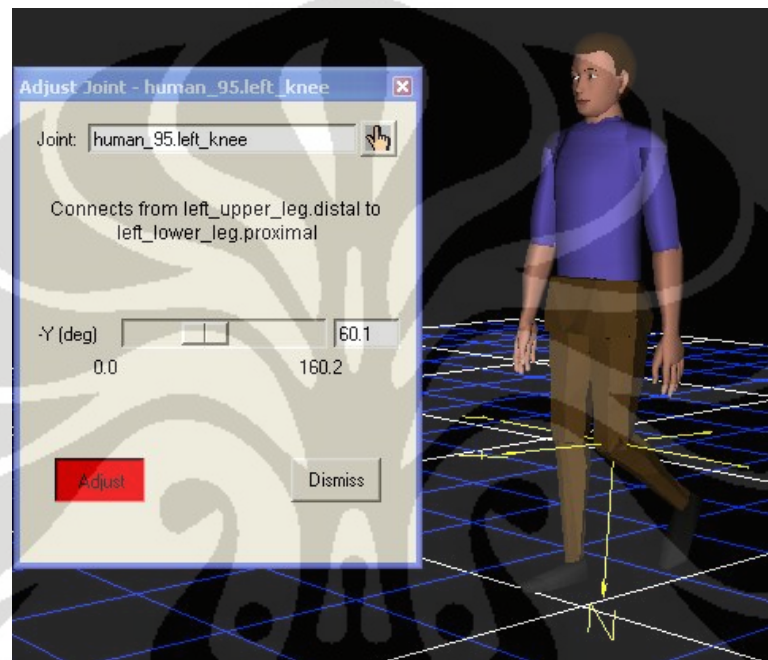 Adjust Joint - human_95.left_knee
Joint: human_95.left_knee
Connects from left_upper_leg.distal to
left_lower_leg.proximal
-Y (deg) 60.1
0.0 160.2
Adjust Dismiss
N